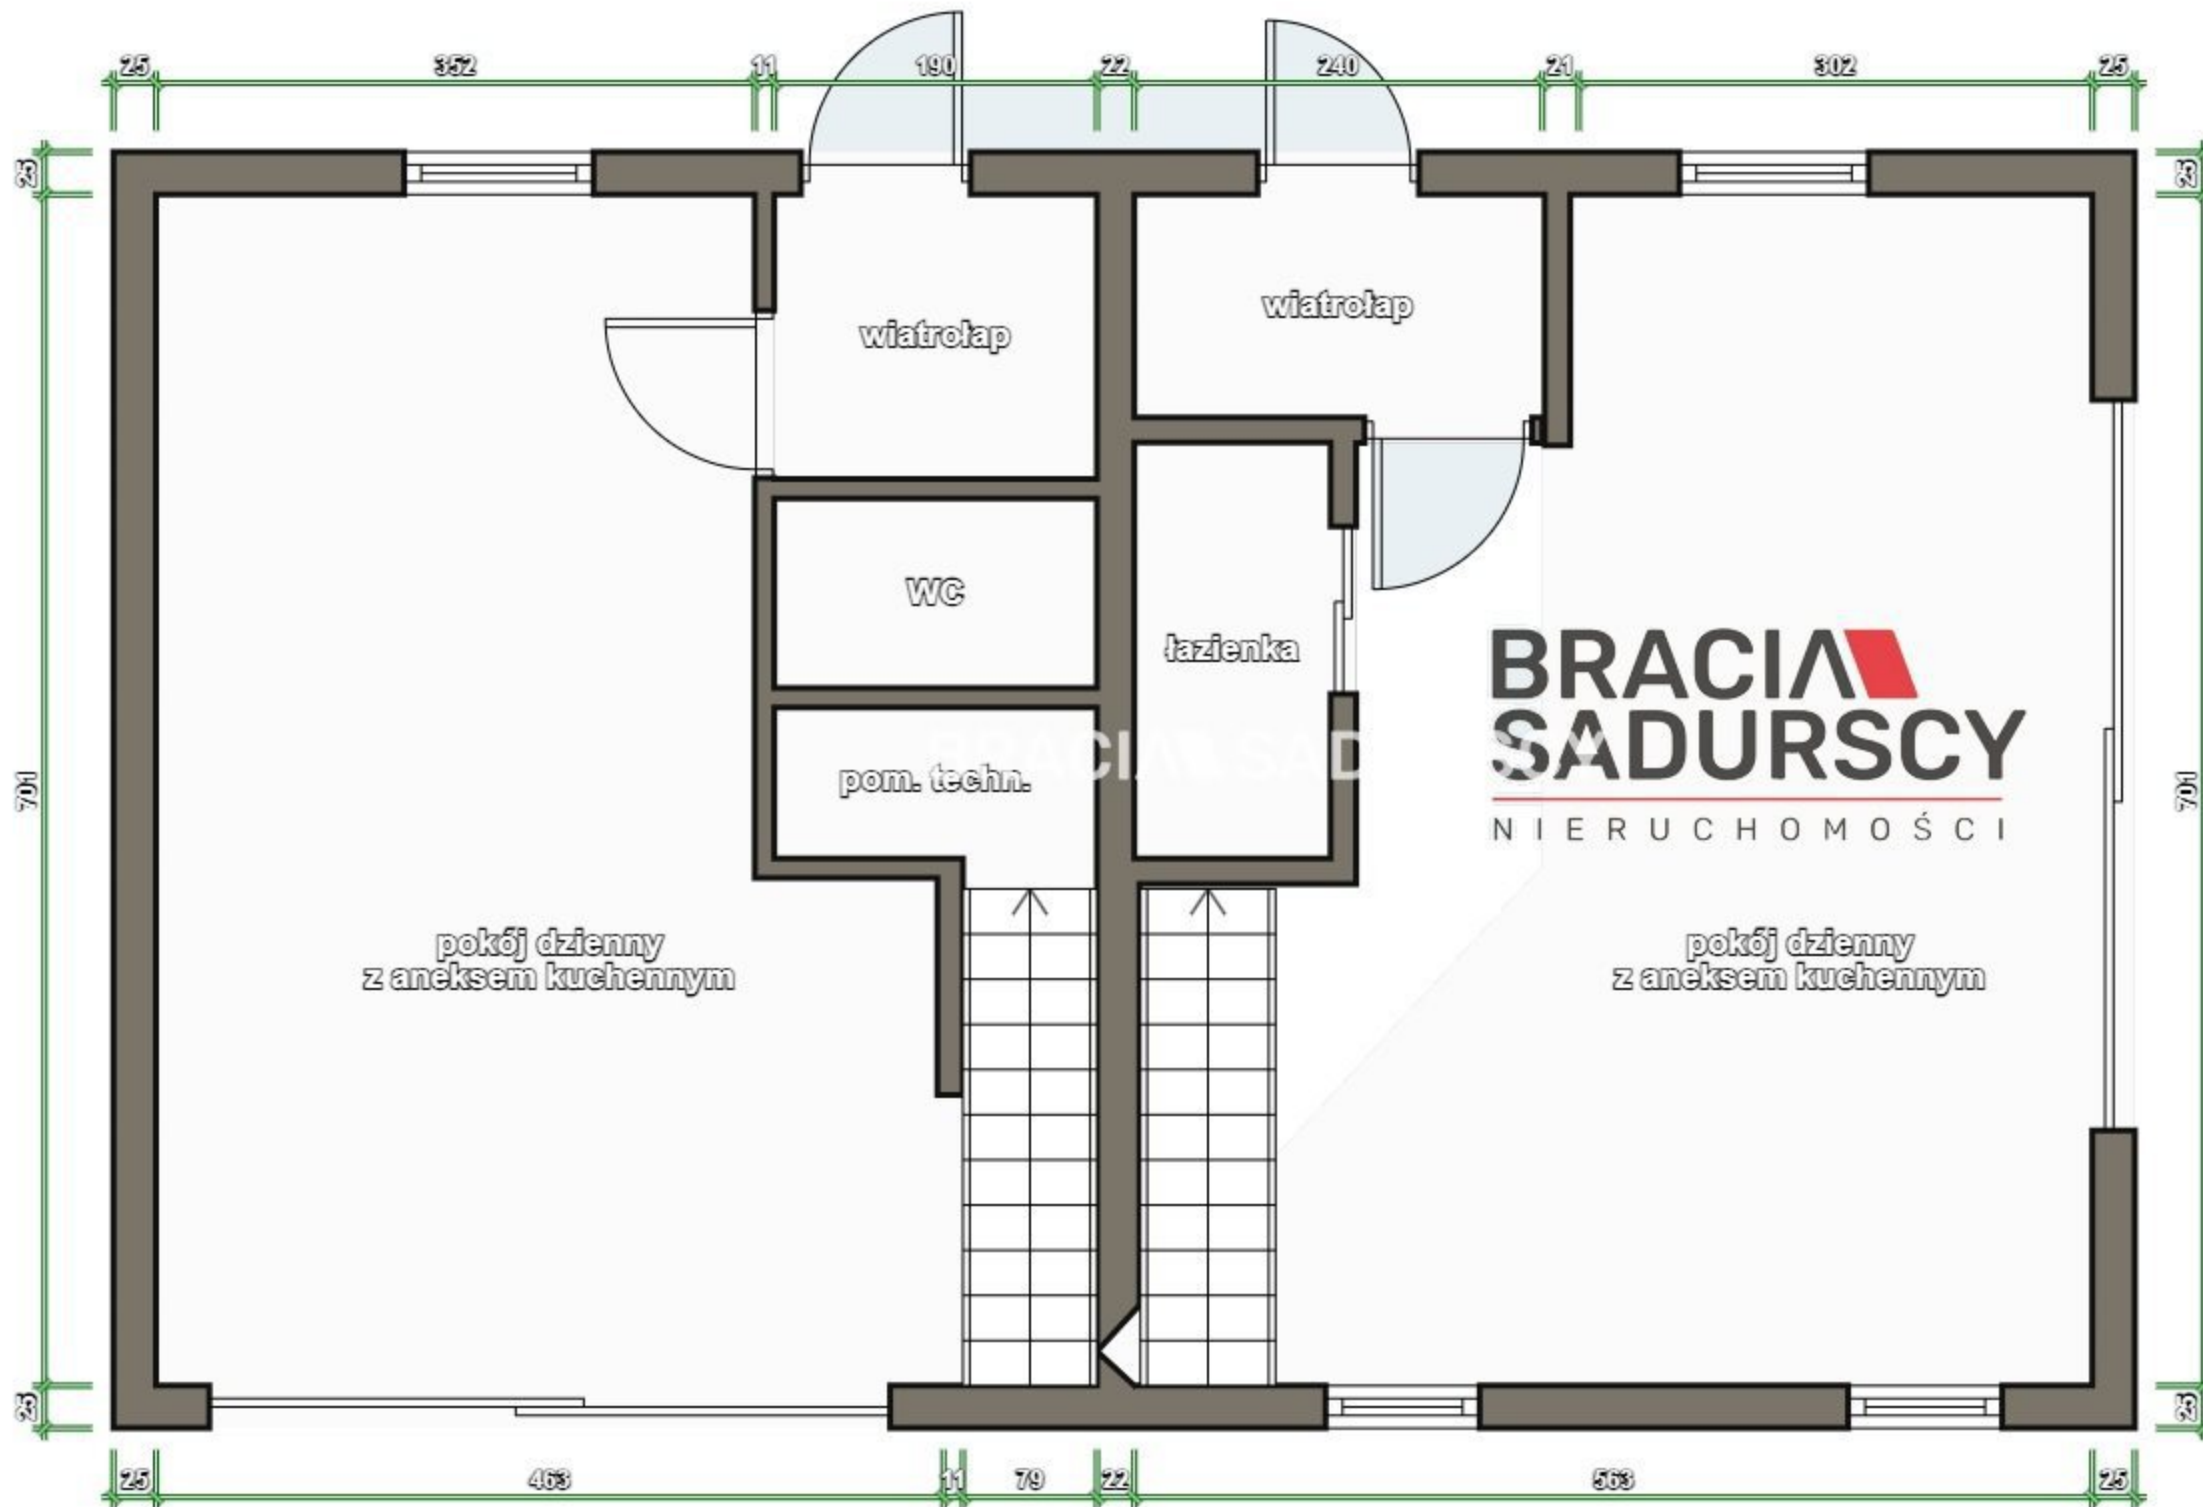 25 352 11 190 22 240 21 302 25
25
25
wiatrołap
wiatrołap
WC
łazienka
BRACIA
SADURSCY
NIERUCHOMOŚCI
BRACIA SADURSCY
pom. techn.
701
701
pokój dzienny
z aneksem kuchennym
pokój dzienny
z aneksem kuchennym
25
25
25 463 11 79 22 563 25